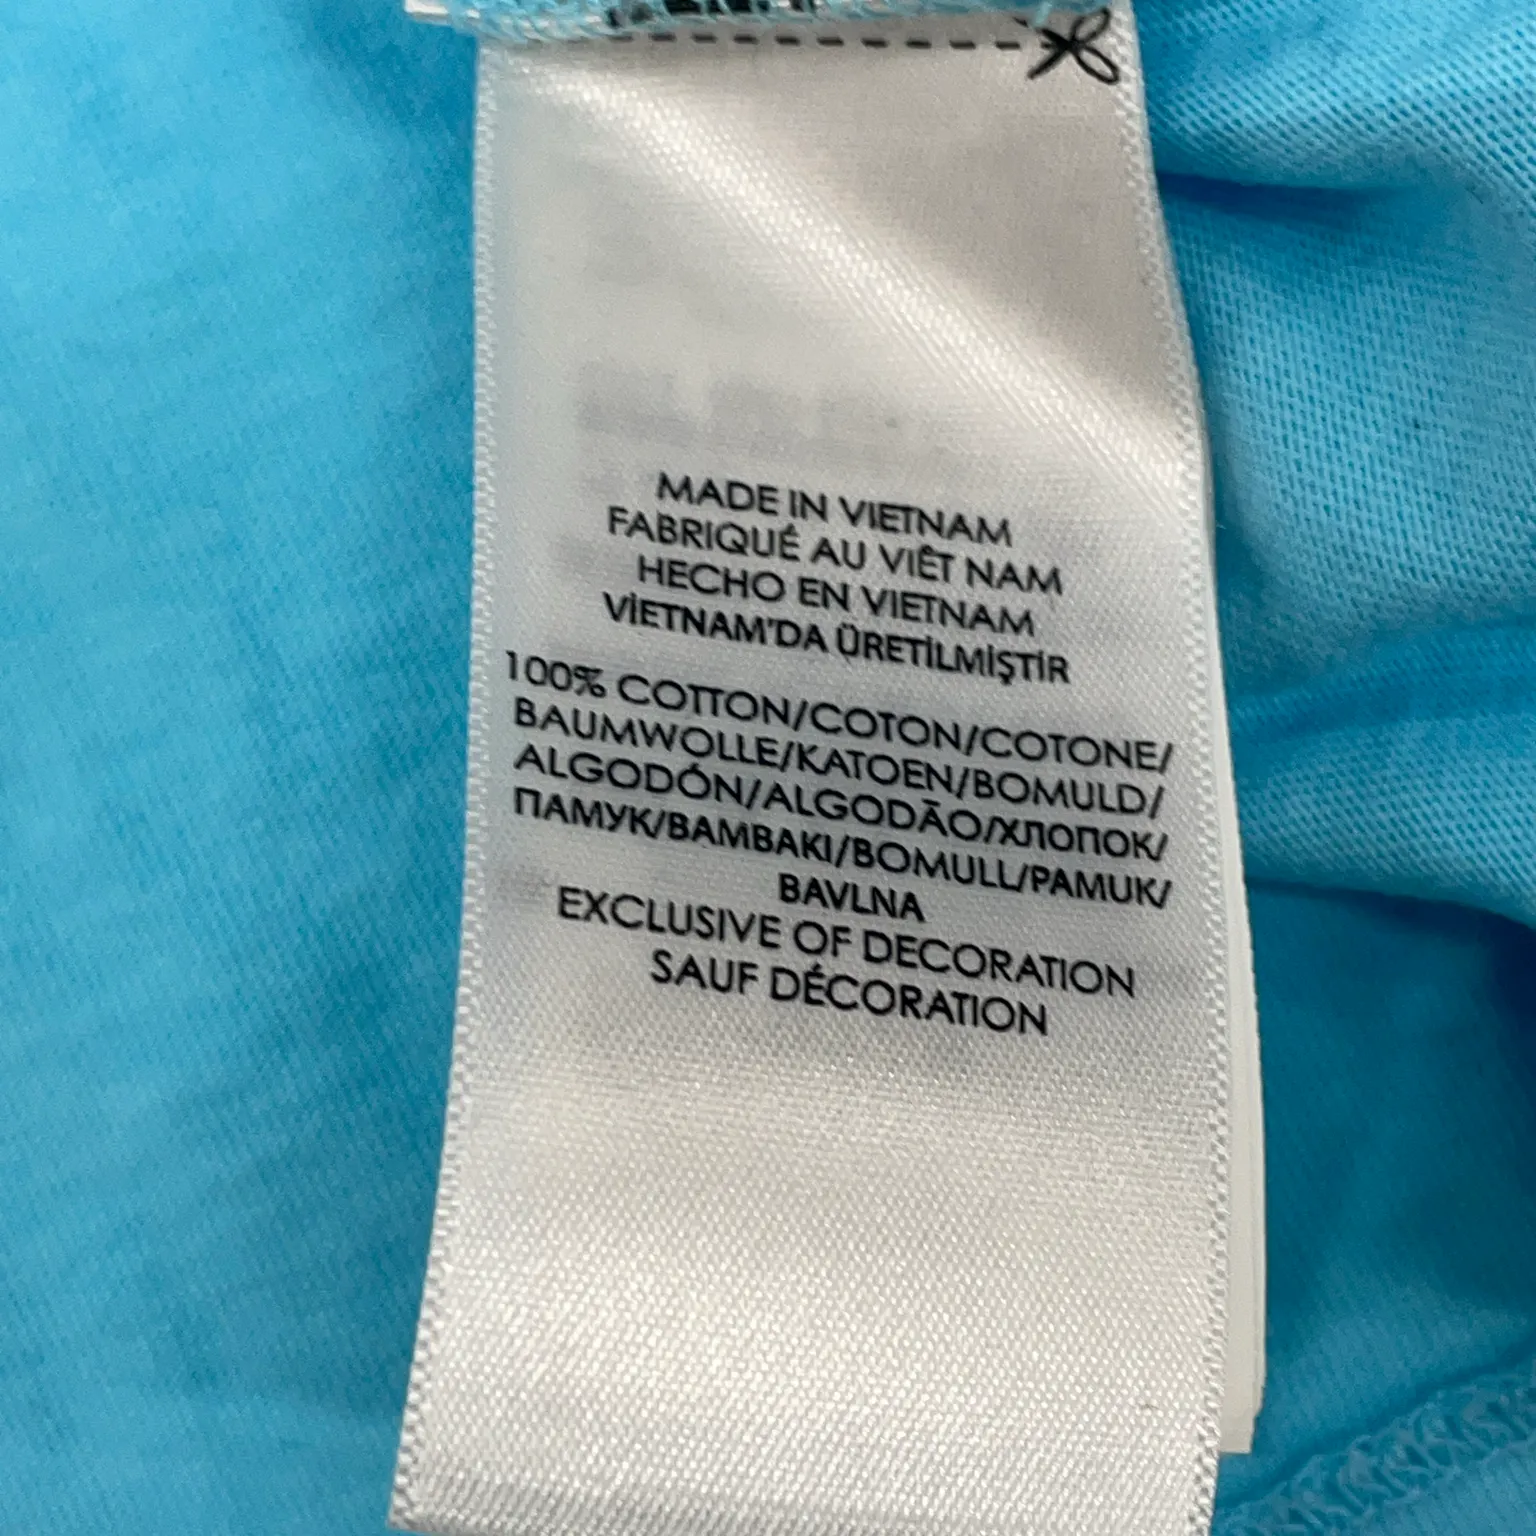 MADE IN VIETNAM
FABRIQUÉ AU VIÊT NAM
HECHO EN VIETNAM
VİETNAM'DA ÜRETİLMİŞTİR
100% COTTON/COTON/COTONE/
BAUMWOLLE/KATOEN/BOMULD/
ALGODÓN/ALGODÃO/ХЛОПОК/
ПАМУК/BAMBAKI/BOMULL/PAMUK/
BAVLNA
EXCLUSIVE OF DECORATION
SAUF DÉCORATION